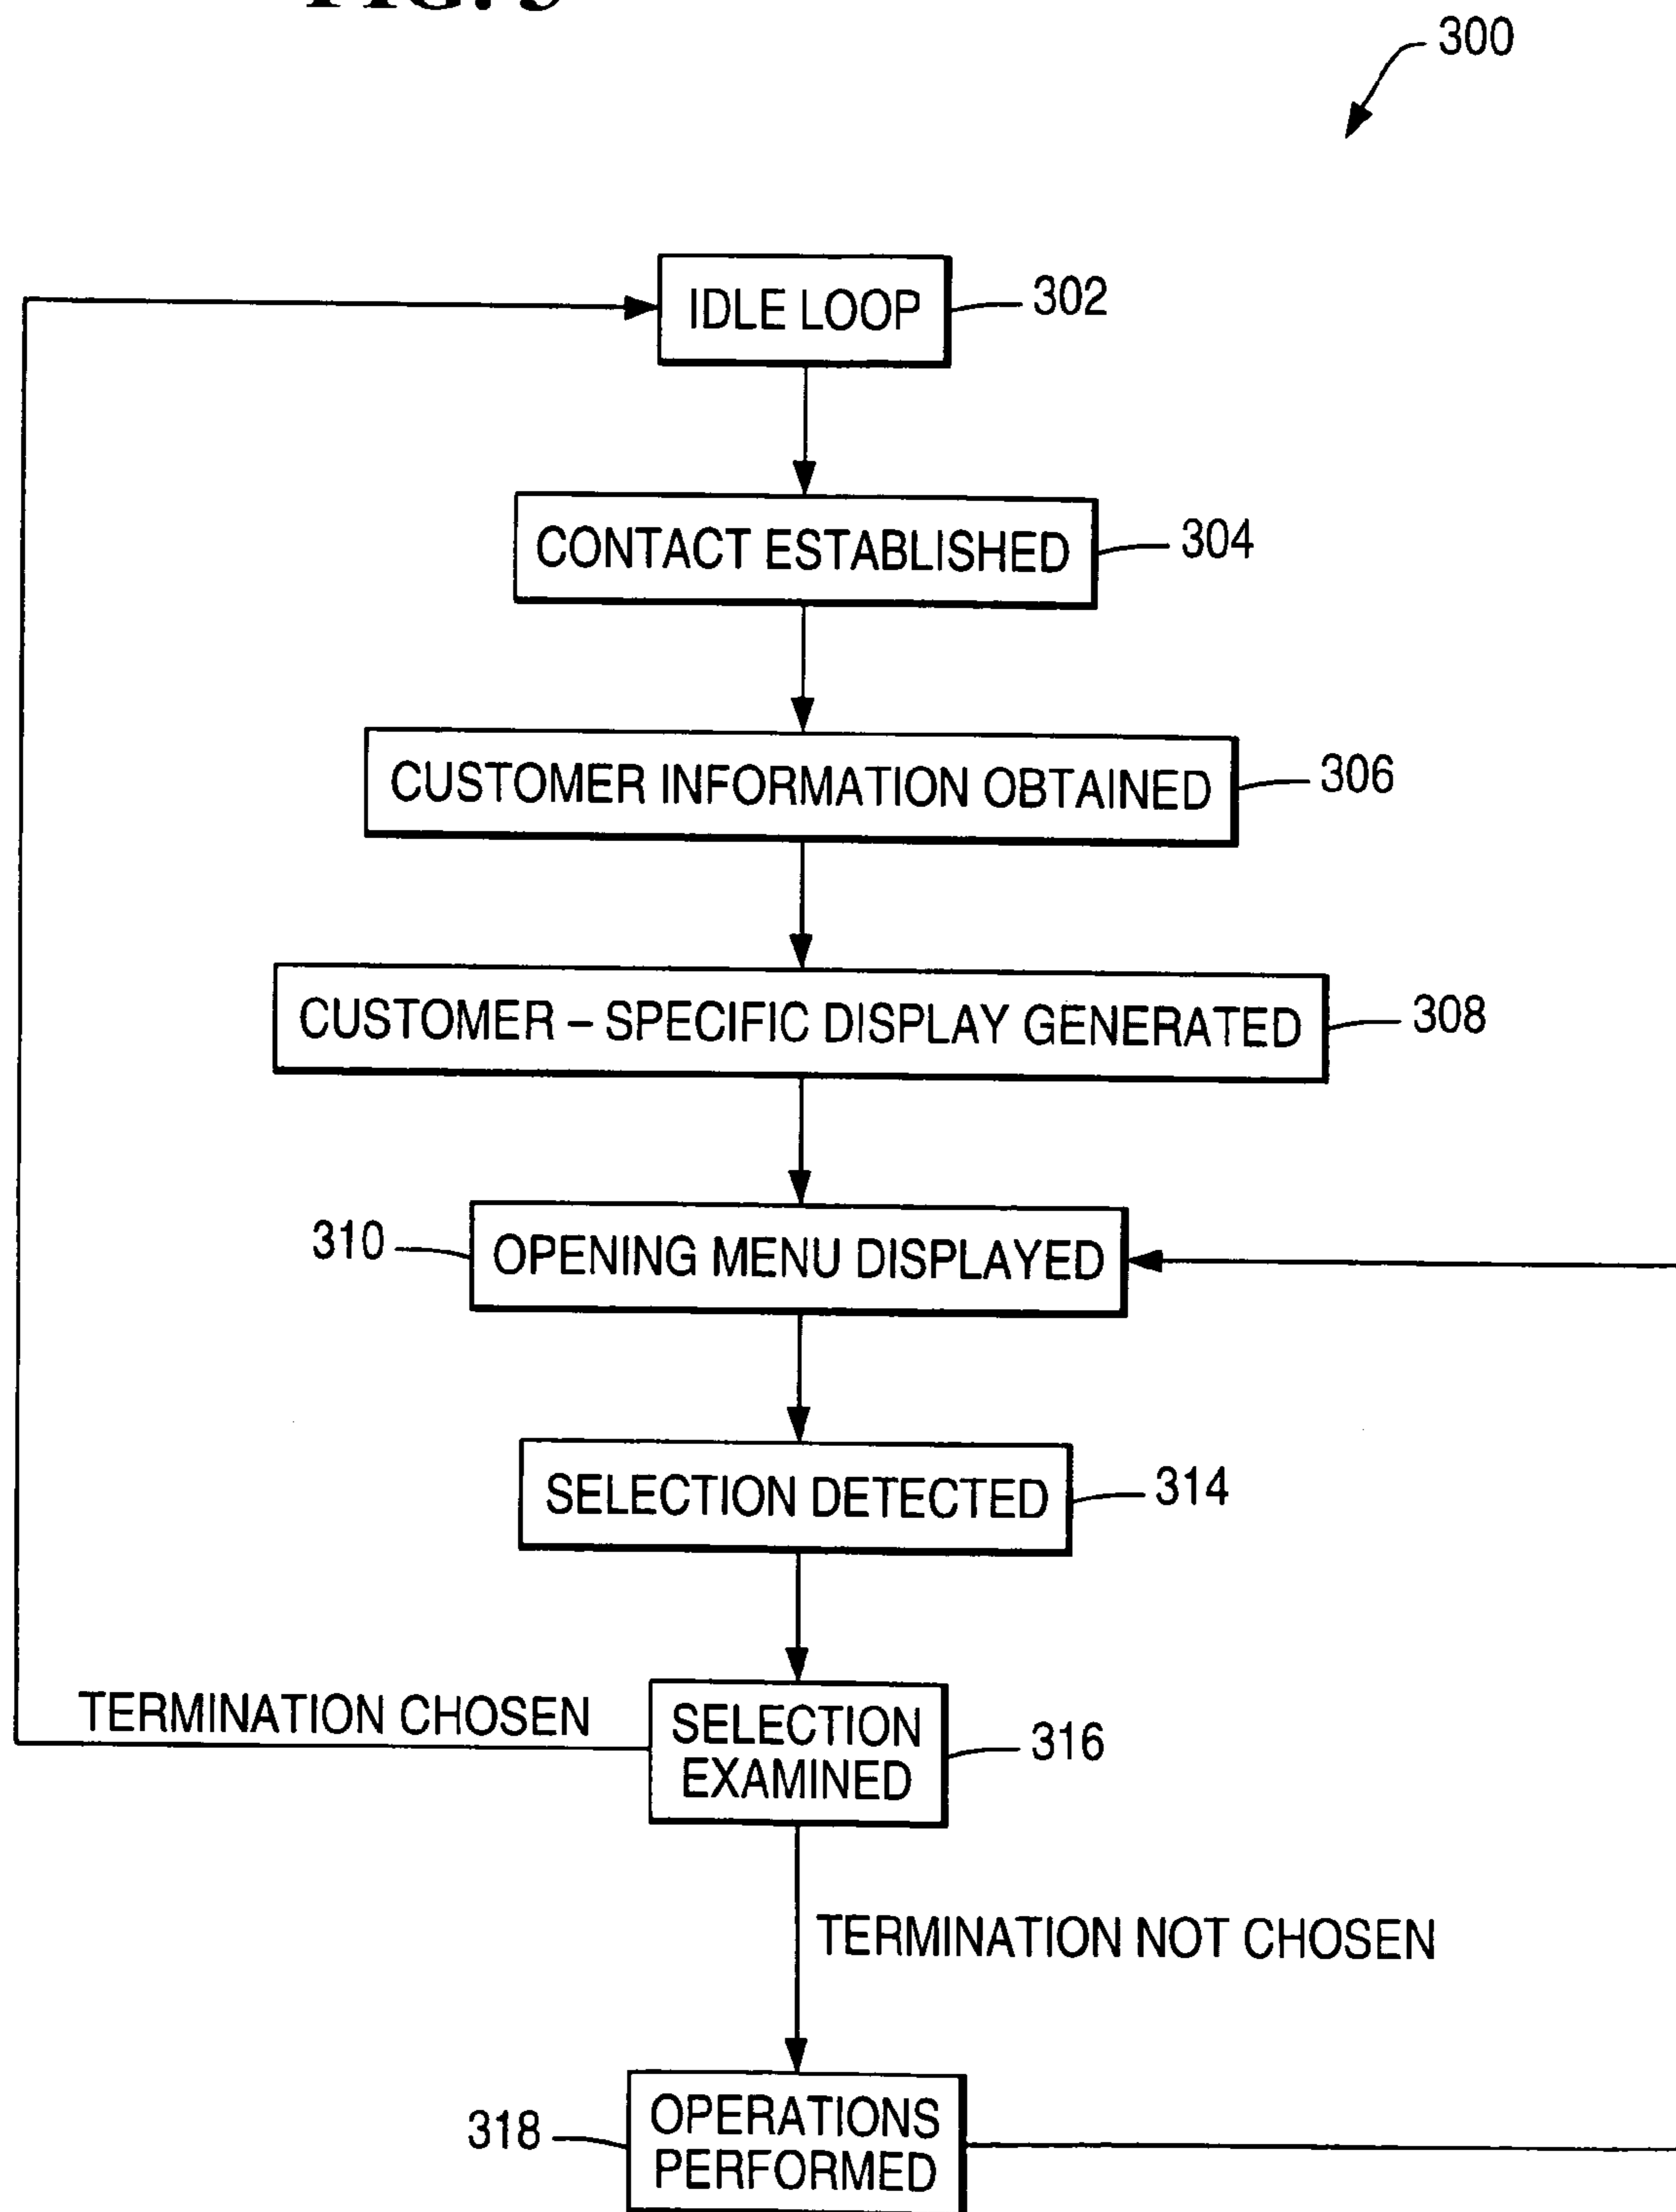 300
IDLE LOOP
302
CONTACT ESTABLISHED
304
CUSTOMER INFORMATION OBTAINED
306
CUSTOMER – SPECIFIC DISPLAY GENERATED
308
310
OPENING MENU DISPLAYED
SELECTION DETECTED
314
TERMINATION CHOSEN
SELECTION
EXAMINED
316
TERMINATION NOT CHOSEN
318
OPERATIONS
PERFORMED